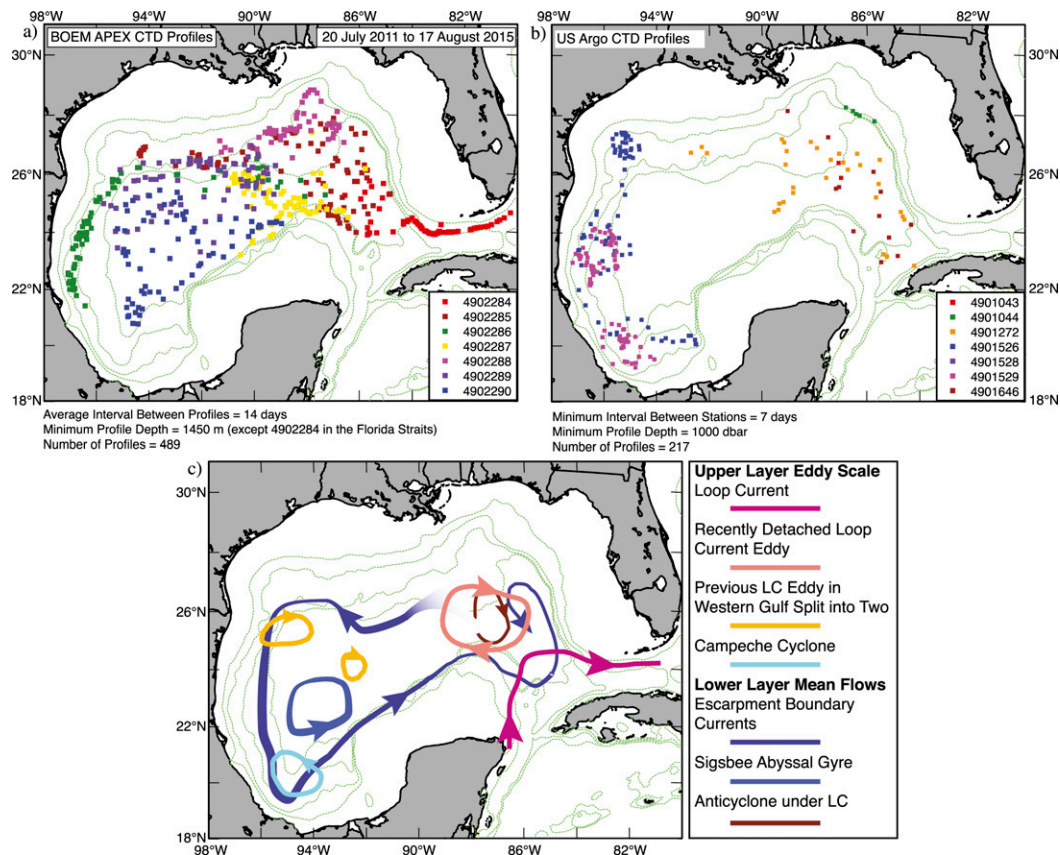 98°W 94°W 90°W 86°W 82°W
a) BOEM APEX CTD Profiles 20 July 2011 to 17 August 2015
30°N
26°N
22°N
18°N
4902284
4902285
4902286
4902287
4902288
4902289
4902290
Average Interval Between Profiles = 14 days
Minimum Profile Depth = 1450 m (except 4902284 in the Florida Straits)
Number of Profiles = 489
98°W 94°W 90°W 86°W 82°W
b) US Argo CTD Profiles
30°N
26°N
22°N
18°N
4901043
4901044
4901272
4901526
4901528
4901529
4901646
Minimum Interval Between Stations = 7 days
Minimum Profile Depth = 1000 dbar
Number of Profiles = 217
c)
30°N
26°N
22°N
18°N
98°W 94°W 90°W 86°W 82°W
Upper Layer Eddy Scale
Loop Current
Recently Detached Loop
Current Eddy
Previous LC Eddy in
Western Gulf Split into Two
Campeche Cyclone
Lower Layer Mean Flows
Escarpment Boundary
Currents
Sigsbee Abyssal Gyre
Anticyclone under LC